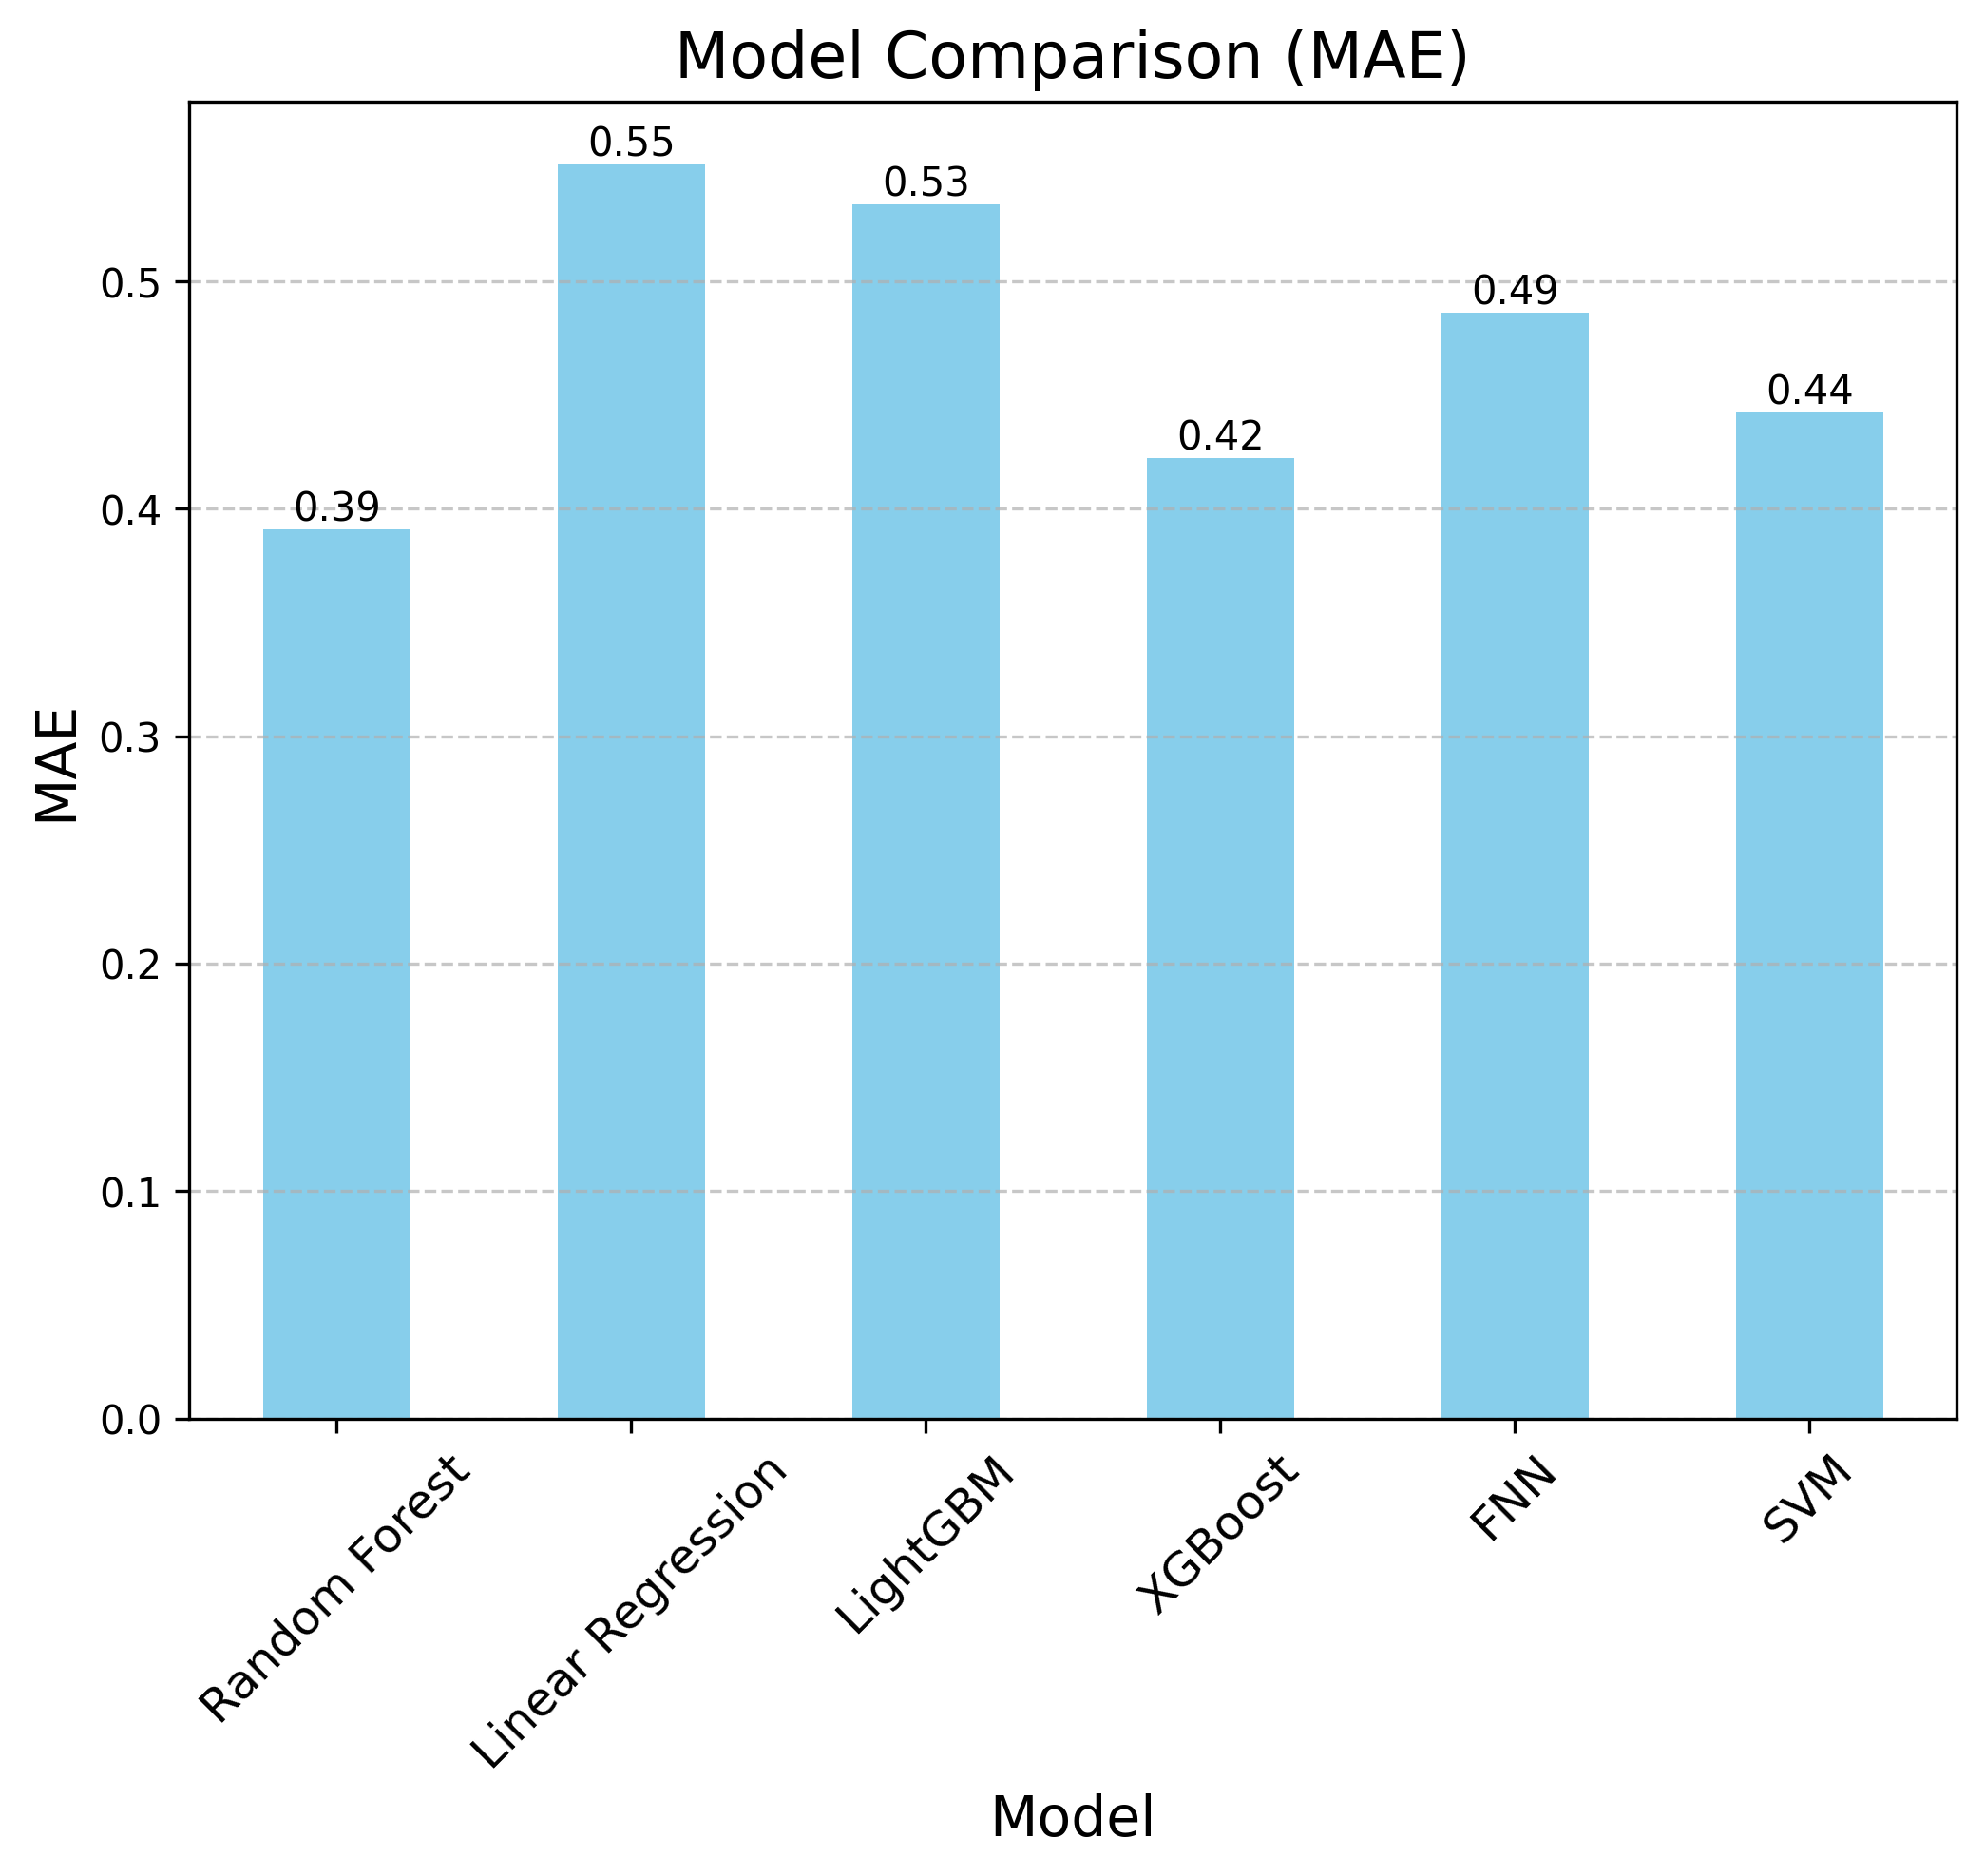 Model Comparison (MAE)
0.55
0.53
0.49
0.44
0.42
0.39
MAE
0.5
0.4
0.3
0.2
0.1
0.0
Random Forest
Linear Regression
LightGBM
XGBoost
FNN
SVM
Model